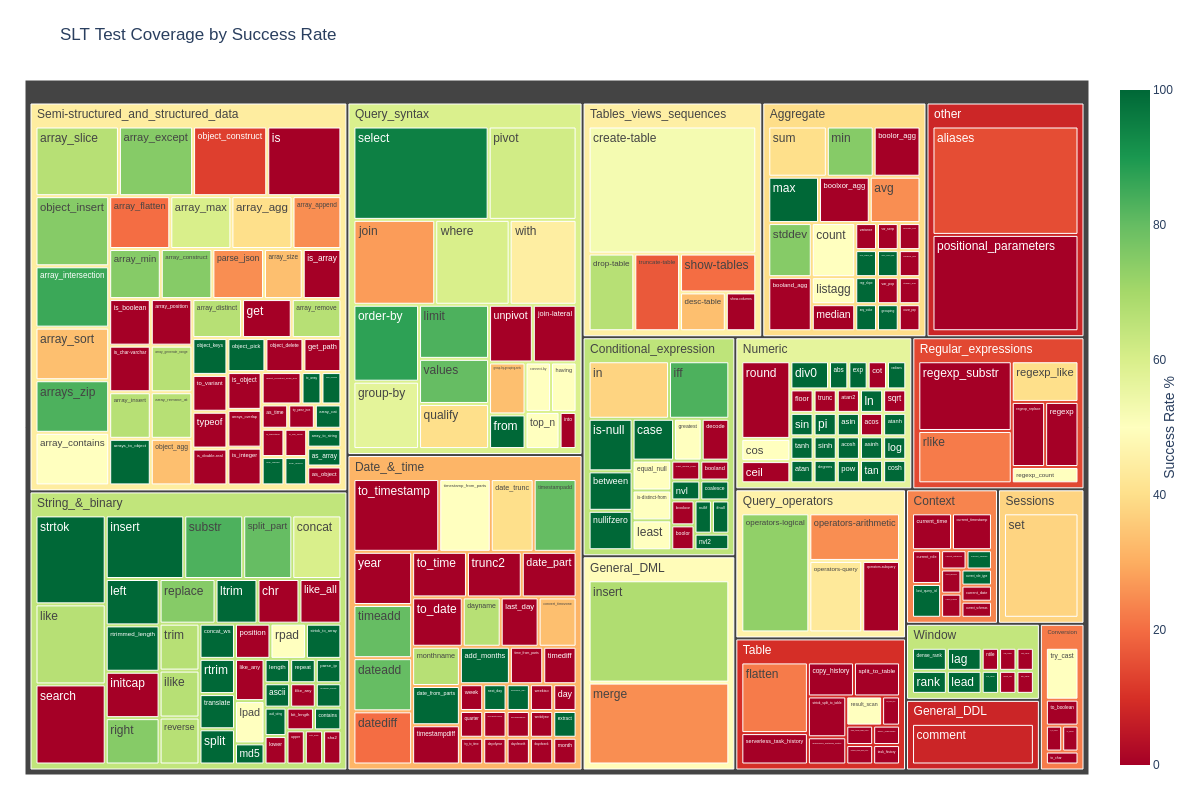 SLT Test Coverage by Success Rate
Semi-structured_and_structured_data
array_slice
array_except
object_construct
is
object_insert
array_flatten
array_max
array_agg
array_append
array_min
array_construct
parse_json
array_size
is_array
array_intersection
is_boolean
array_position
array_distinct
get
array_remove
array_sort
is_char-varchar
object_keys
object_pick
object_delete
get_path
to_variant
is_object
arrays_zip
array_insert
typeof
arrays_overlap
as_time
array_contains
arrays_to_object
object_agg
is_double-real
is_integer
array_to_string
as_array
as_object
String_&_binary
strtok
insert
substr
split_part
concat
like
left
replace
ltrim
chr
like_all
rtrimmed_length
trim
concat_ws
position
rpad
strtok_to_array
search
initcap
ilike
rtrim
like_any
length
repeat
parse_ip
translate
ascii
ilike_any
right
reverse
split
lpad
md5
bit_length
contains
lower
Query_syntax
select
pivot
join
where
with
order-by
limit
unpivot
join-lateral
group-by
values
qualify
from
top_n
having
into
Date_&_time
to_timestamp
timestamp_from_parts
date_trunc
timestampadd
year
to_time
trunc2
date_part
timeadd
to_date
dayname
last_day
dateadd
monthname
add_months
timediff
date_from_parts
week
day
datediff
timestampdiff
quarter
extract
month
Tables_views_sequences
create-table
drop-table
truncate-table
show-tables
desc-table
show-columns
Aggregate
sum
min
boolor_agg
max
boolxor_agg
avg
stddev
count
booland_agg
listagg
median
grouping
other
aliases
positional_parameters
Conditional_expression
in
iff
is-null
case
greatest
decode
between
equal_null
booland
nvl
coalesce
is-distinct-from
nullifzero
least
boolor
nvl2
General_DML
insert
merge
Numeric
round
div0
abs
exp
cot
floor
trunc
atan2
ln
sqrt
sin
pi
asin
acos
atanh
cos
tanh
sinh
acosh
asinh
log
ceil
atan
degrees
pow
tan
cosh
Regular_expressions
regexp_substr
regexp_like
rlike
regexp_replace
regexp
regexp_count
Query_operators
operators-logical
operators-arithmetic
operators-query
operators-subquery
Context
current_time
current_timestamp
current_role
last_query_id
current_date
Sessions
set
Table
flatten
copy_history
split_to_table
strtok_split_to_table
result_scan
serverless_task_history
task_history
Window
dense_rank
lag
ntile
rank
lead
General_DDL
comment
Conversion
try_cast
to_boolean
to_char
100
80
60
40
20
0
Success Rate %